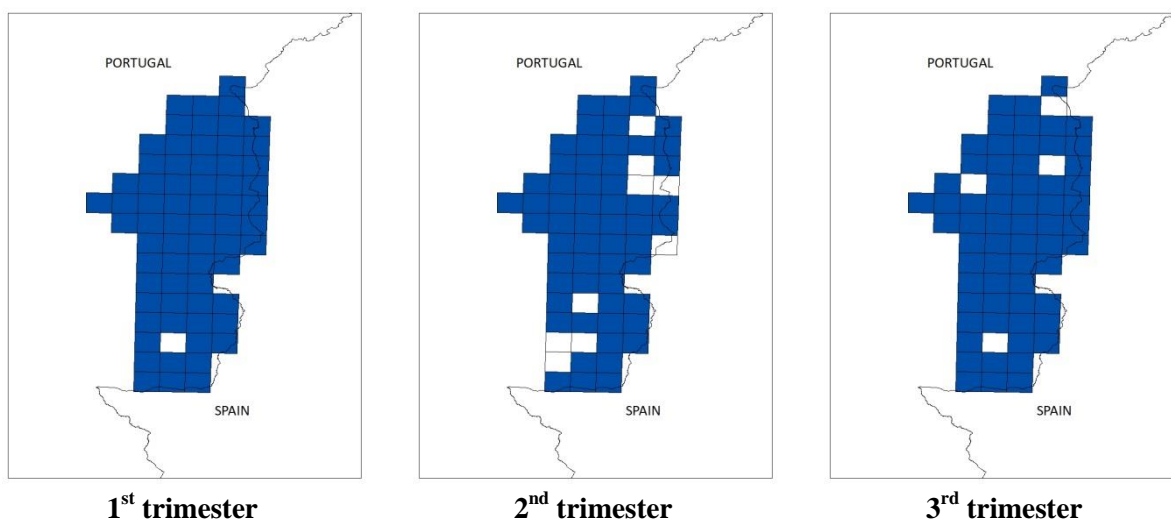 PORTUGAL
SPAIN
1st trimester
PORTUGAL
SPAIN
2nd trimester
PORTUGAL
SPAIN
3rd trimester